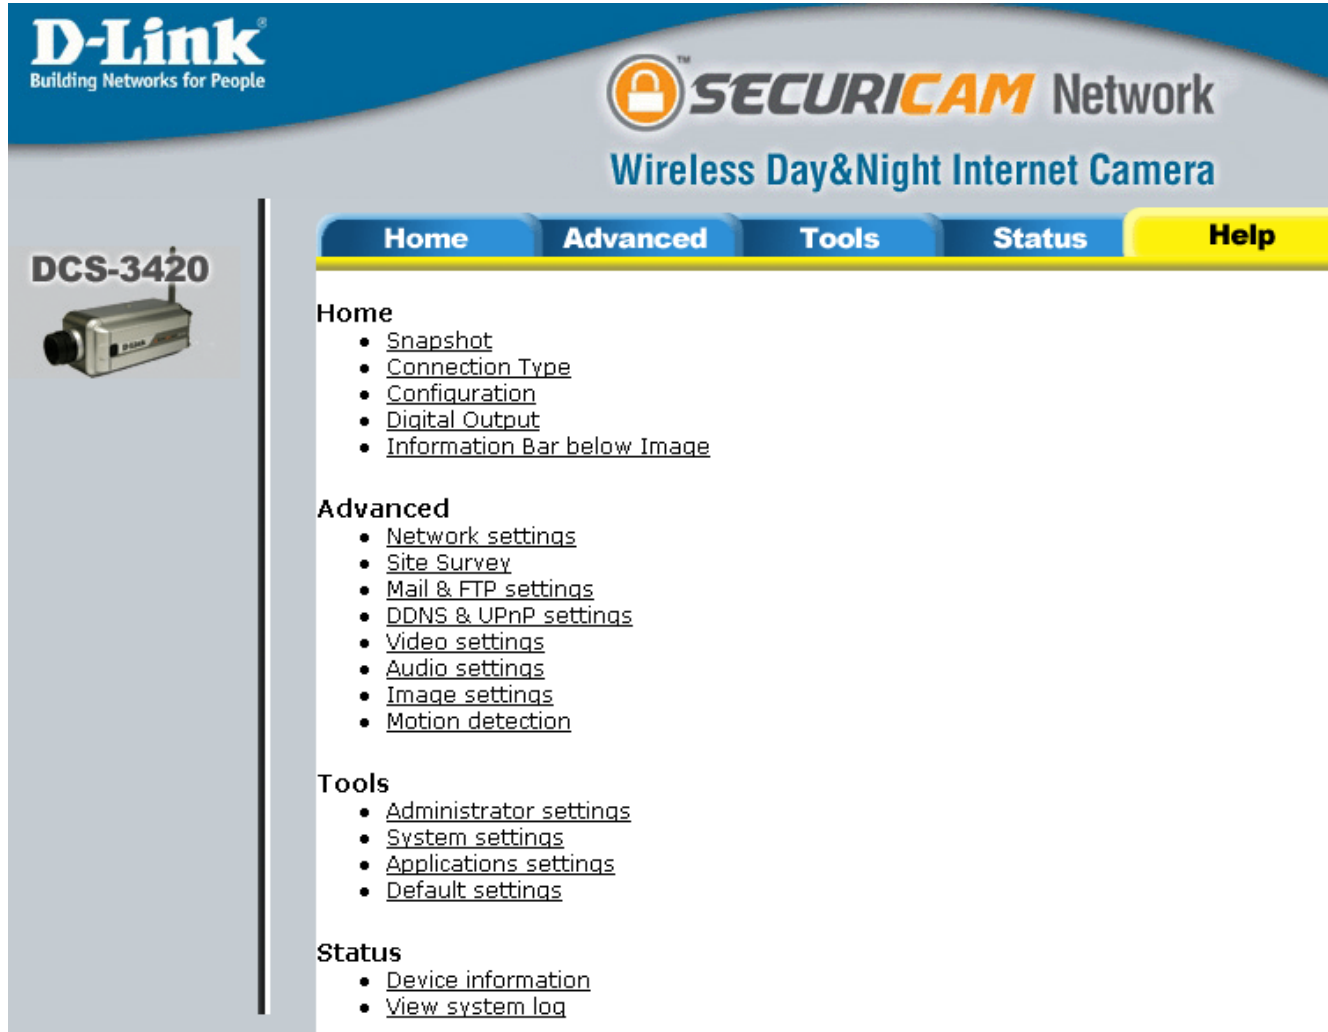 D-Link®
Building Networks for People
™
SECURICAM Network
Wireless Day&Night Internet Camera
Home Advanced Tools Status Help
DCS-3420
D-Link
Home
Snapshot
Connection Type
Configuration
Digital Output
Information Bar below Image
Advanced
Network settings
Site Survey
Mail & FTP settings
DDNS & UPnP settings
Video settings
Audio settings
Image settings
Motion detection
Tools
Administrator settings
System settings
Applications settings
Default settings
Status
Device information
View system log